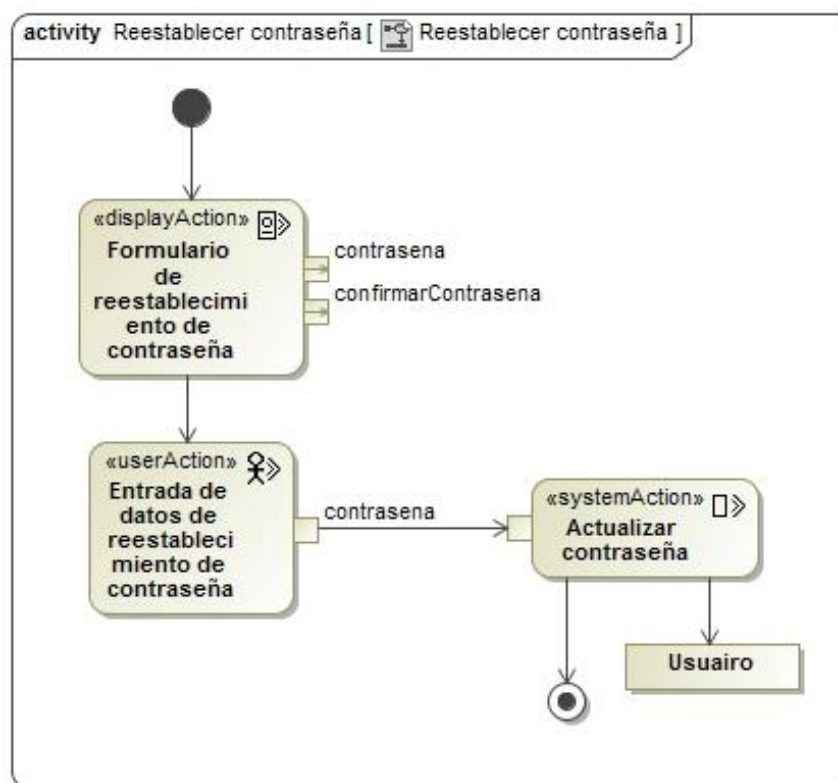 activity Reestablecer contraseña [ Reestablecer contraseña ]
«displayAction»
Formulario
de
reestablecimi
ento de
contraseña
contrasena
confirmarContrasena
«userAction»
Entrada de
datos de
reestableci
miento de
contraseña
contrasena
«systemAction»
Actualizar
contraseña
Usuairo